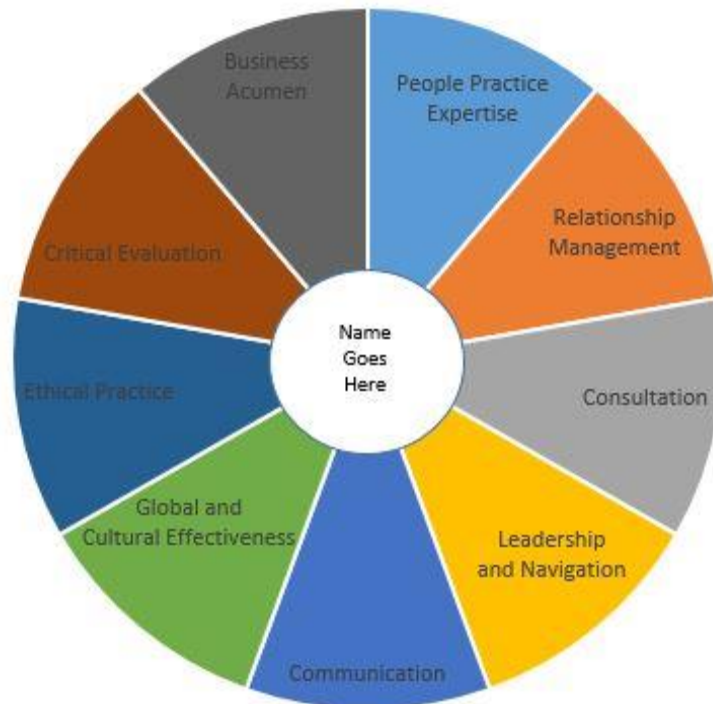 Business
Acumen
People Practice
Expertise
Relationship
Management
Critical Evaluation
Name
Goes
Here
Ethical Practice
Consultation
Global and
Cultural Effectiveness
Leadership
and Navigation
Communication